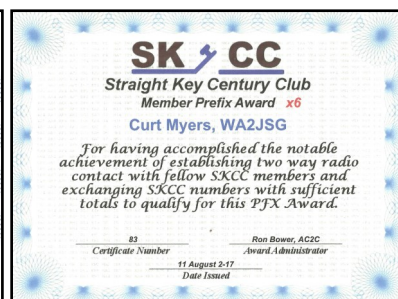 SK CC
Straight Key Century Club
Member Prefix Award x6
Curt Myers, WA2JSG
For having accomplished the notable
achievement of establishing two way radio
contact with fellow SKCC members and
exchanging SKCC numbers with sufficient
totals to qualify for this PFX Award.
83 Ron Bower, AC2C
Certificate Number Award Administrator
11 August 2-17
Date Issued